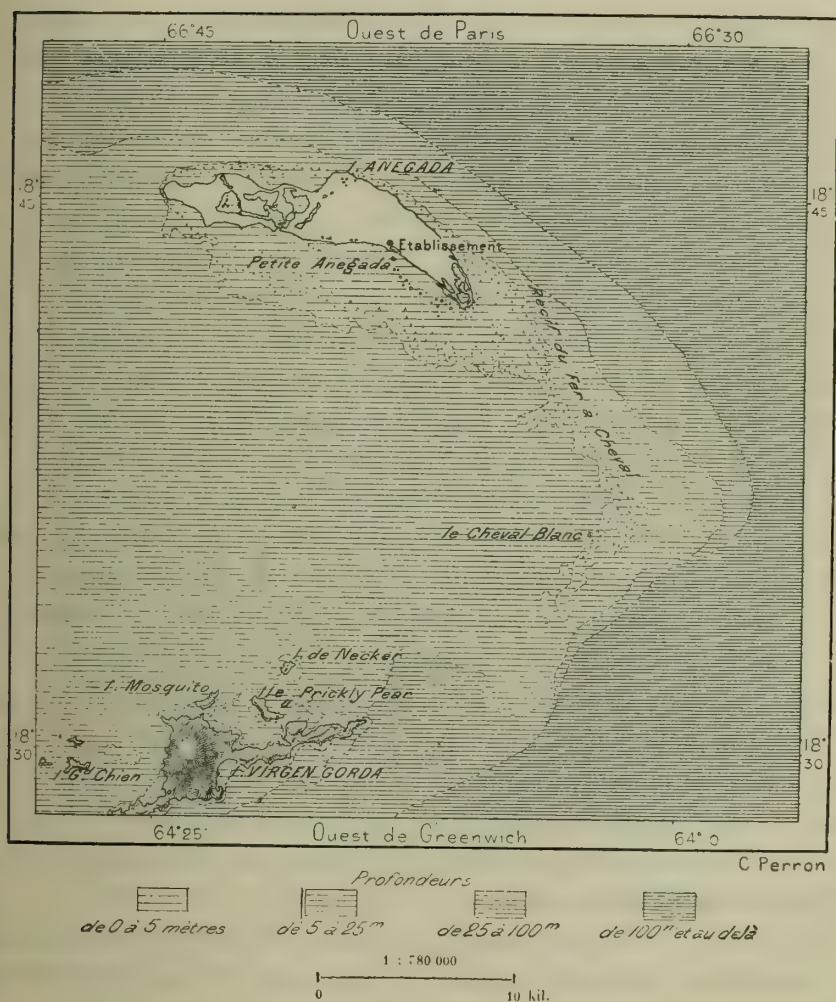 66°45
Ouest de Paris
66°30
I. ANEGADA
18°
45
18°
45
Etablissement
Petite Anegada
Récif du Fer à Cheval
le Cheval Blanc
I. de Necker
I. Mosquito
Ile Prickly Pear
18°
30
18°
30
I. Gd Chien
I. VIRGEN GORDA
64°25'
Ouest de Greenwich
64°0
C Perron
Profondeurs
de 0 à 5 mètres
de 5 à 25m
de 25 à 100m
de 100m et au delà
1 : 780 000
0
10 kil.